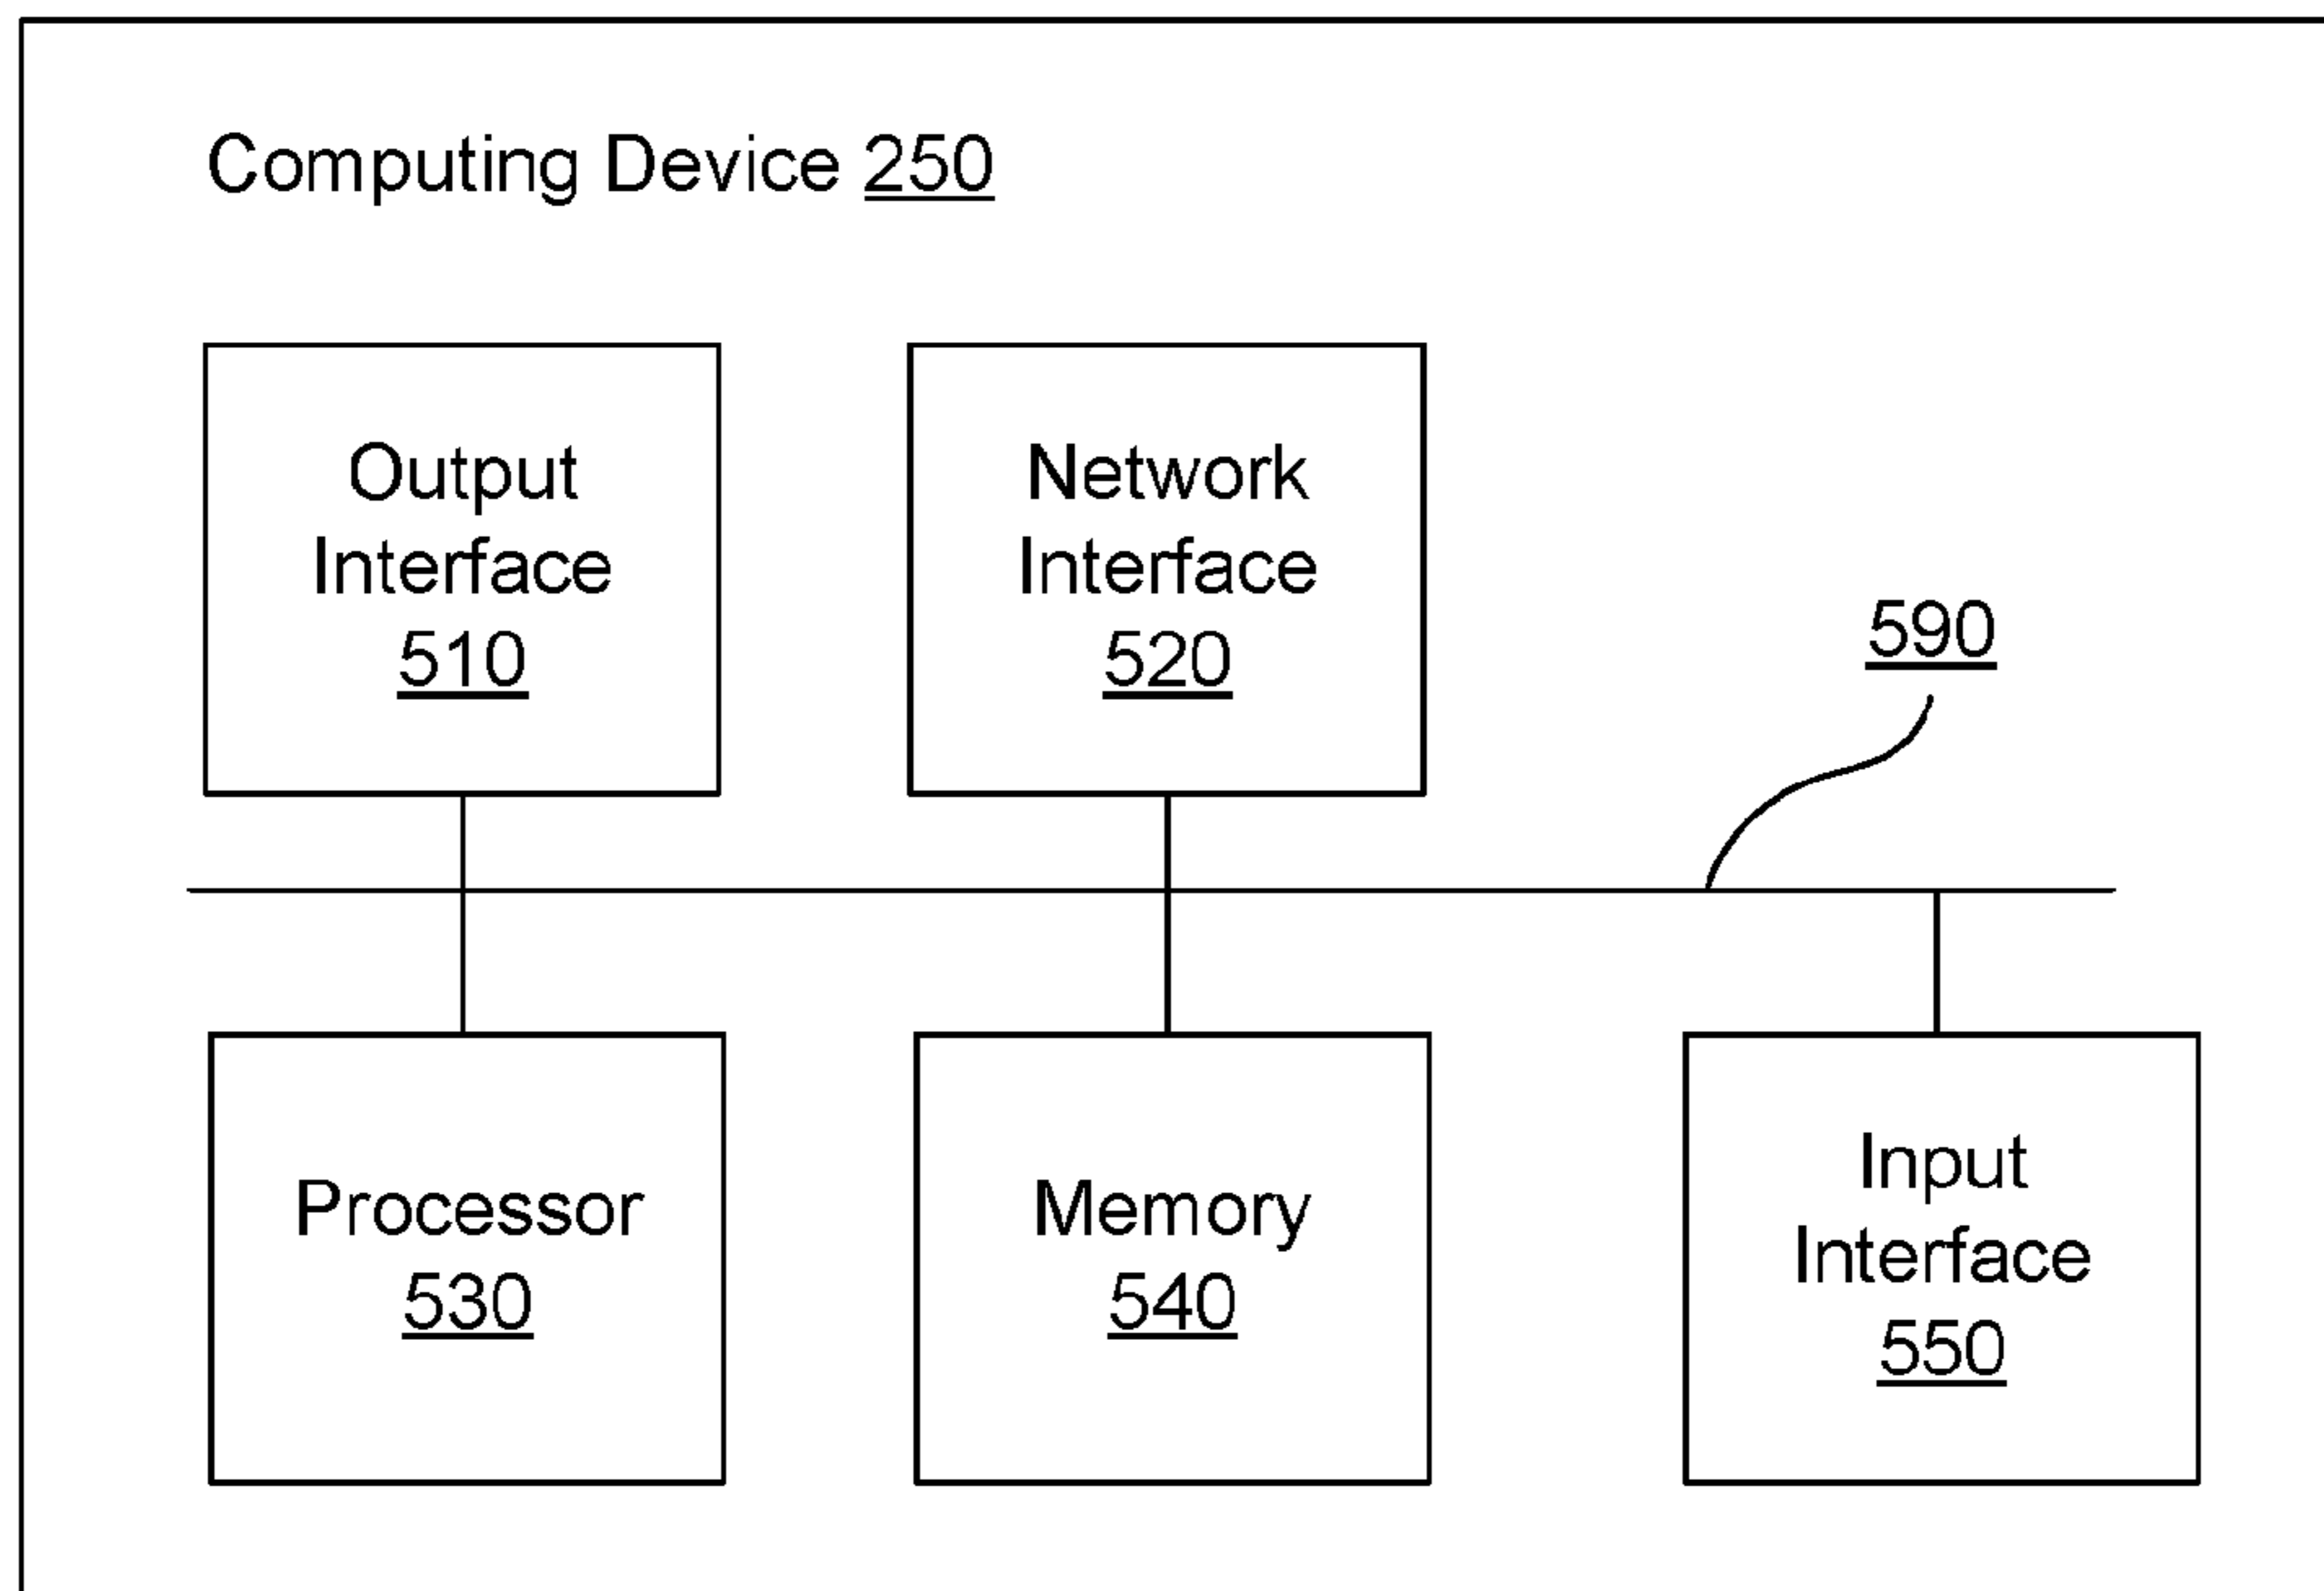 Computing Device 250
Output
Interface
510
Network
Interface
520
590
Processor
530
Memory
540
Input
Interface
550